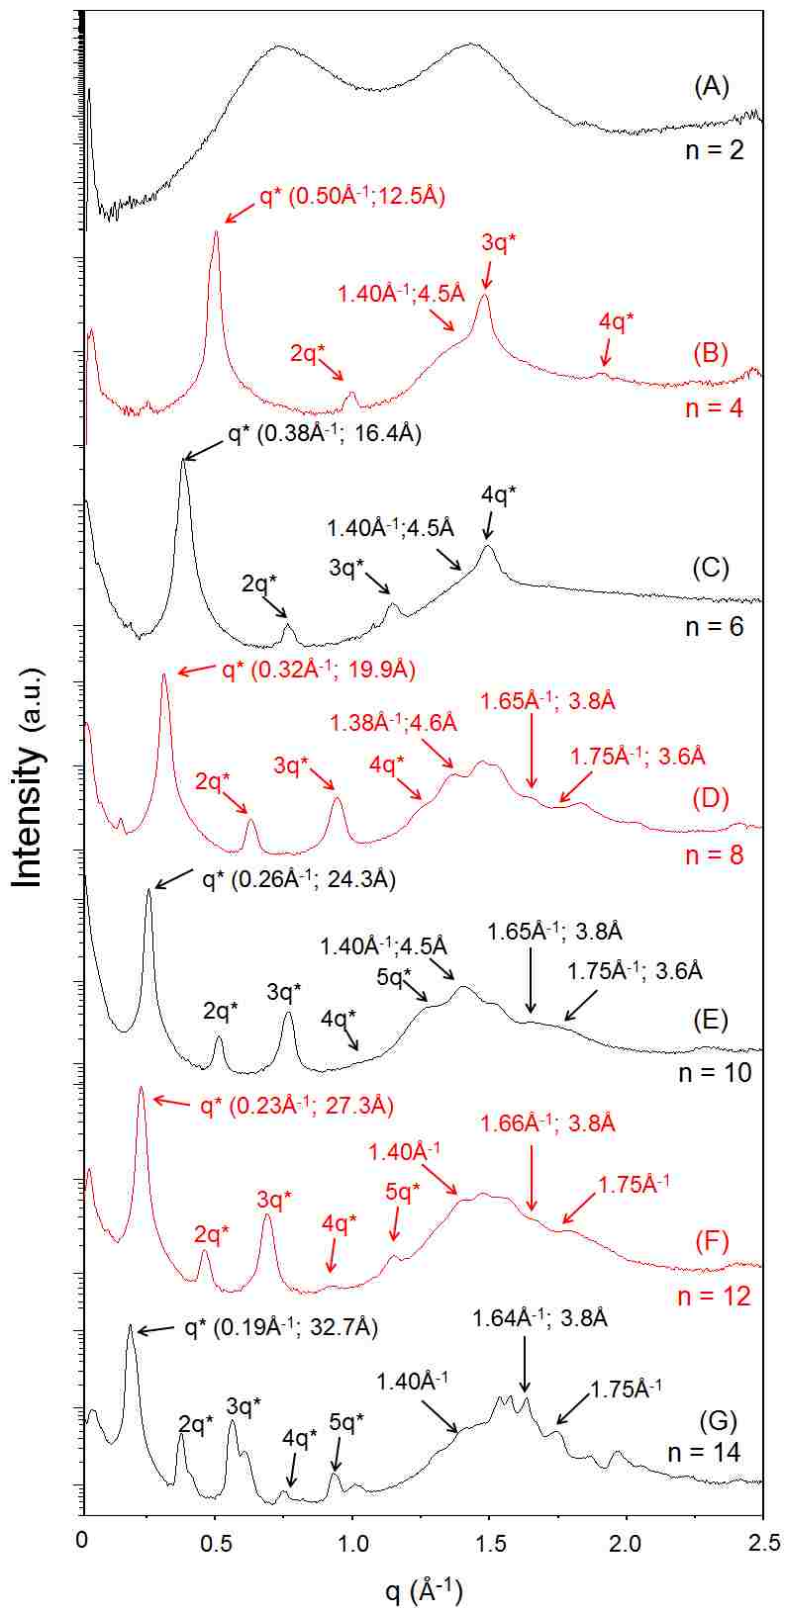 (A)
n = 2
q* (0.50Å-1;12.5Å)
3q*
1.40Å-1;4.5Å
4q*
2q*
(B)
n = 4
q* (0.38Å-1; 16.4Å)
4q*
1.40Å-1;4.5Å
3q*
2q*
(C)
n = 6
q* (0.32Å-1; 19.9Å)
1.65Å-1; 3.8Å
1.38Å-1;4.6Å
1.75Å-1; 3.6Å
3q*
4q*
2q*
(D)
n = 8
q* (0.26Å-1; 24.3Å)
1.65Å-1; 3.8Å
1.40Å-1;4.5Å
1.75Å-1; 3.6Å
5q*
3q*
2q*
4q*
(E)
n = 10
q* (0.23Å-1; 27.3Å)
1.66Å-1; 3.8Å
1.40Å-1
1.75Å-1
5q*
3q*
4q*
2q*
(F)
n = 12
q* (0.19Å-1; 32.7Å)
1.64Å-1; 3.8Å
1.40Å-1
1.75Å-1
3q*
2q*
5q*
4q*
(G)
n = 14
Intensity (a.u.)
0 0.5 1.0 1.5 2.0 2.5
q (Å-1)